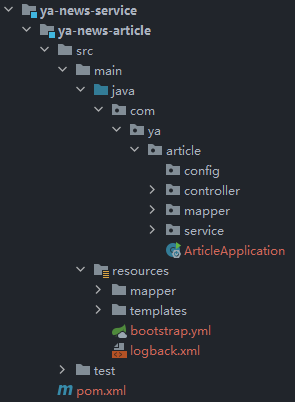 ya-news-service
ya-news-article
src
main
java
com
ya
article
config
controller
mapper
service
ArticleApplication
resources
mapper
templates
bootstrap.yml
logback.xml
test
pom.xml